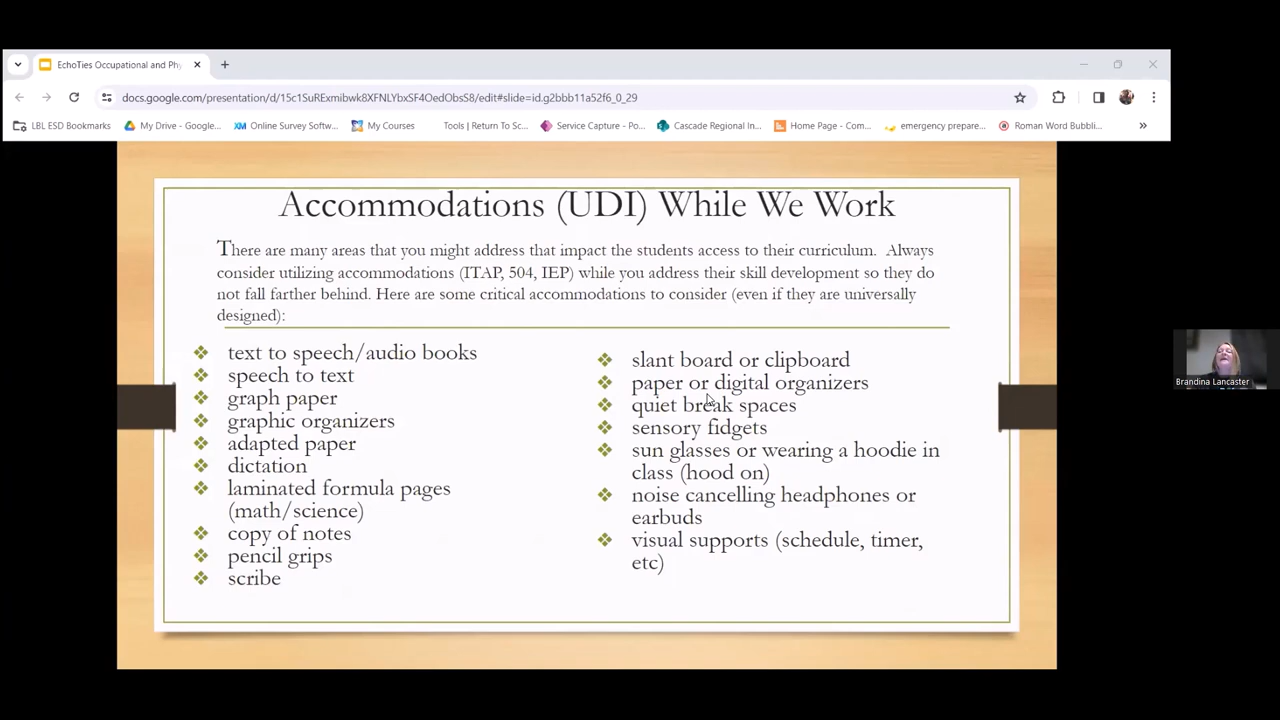 EchoTies Occupational and Phy
docs.google.com/presentation/d/15c1SuRExmibwk8XFNLYbxSF4OedObsS8/edit#slide=id.g2bbb11a52f6_0_29
LBL ESD Bookmarks
My Drive - Google...
Online Survey Softw...
My Courses
Tools | Return To Sc...
Service Capture - Po...
Cascade Regional In...
Home Page - Com...
emergency prepare...
Roman Word Bubbli...
Accommodations (UDI) While We Work
There are many areas that you might address that impact the students access to their curriculum. Always
consider utilizing accommodations (ITAP, 504, IEP) while you address their skill development so they do
not fall farther behind. Here are some critical accommodations to consider (even if they are universally
designed):
text to speech/audio books
speech to text
graph paper
graphic organizers
adapted paper
dictation
laminated formula pages
(math/science)
copy of notes
pencil grips
scribe
slant board or clipboard
paper or digital organizers
quiet break spaces
sensory fidgets
sun glasses or wearing a hoodie in
class (hood on)
noise cancelling headphones or
earbuds
visual supports (schedule, timer,
etc)
Brandina Lancaster